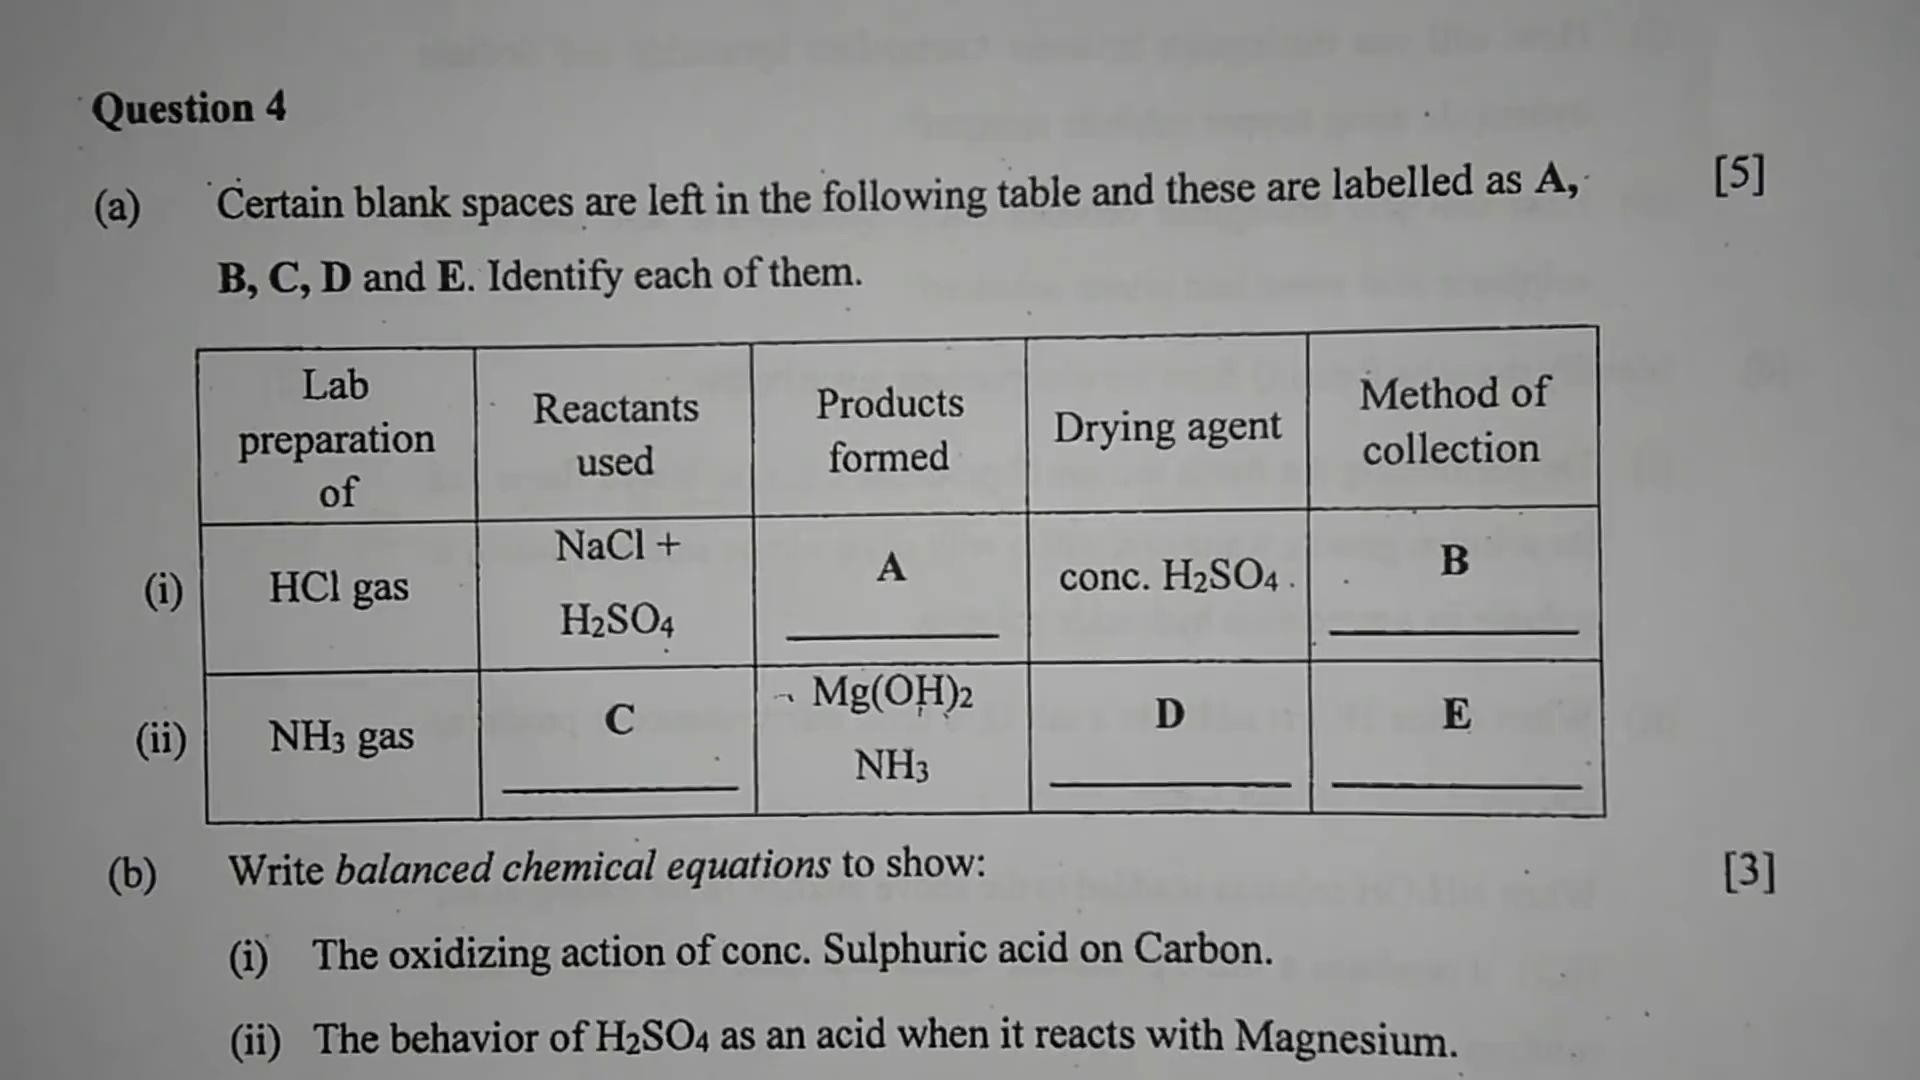 Question 4
(a) Certain blank spaces are left in the following table and these are labelled as A, [5]
B, C, D and E. Identify each of them.
Lab preparation of | Reactants used | Products formed | Drying agent | Method of collection
(i) HCl gas | NaCl + H2SO4 | A | conc. H2SO4 | B
(ii) NH3 gas | C | Mg(OH)2 NH3 | D | E
(b) Write balanced chemical equations to show: [3]
(i) The oxidizing action of conc. Sulphuric acid on Carbon.
(ii) The behavior of H2SO4 as an acid when it reacts with Magnesium.